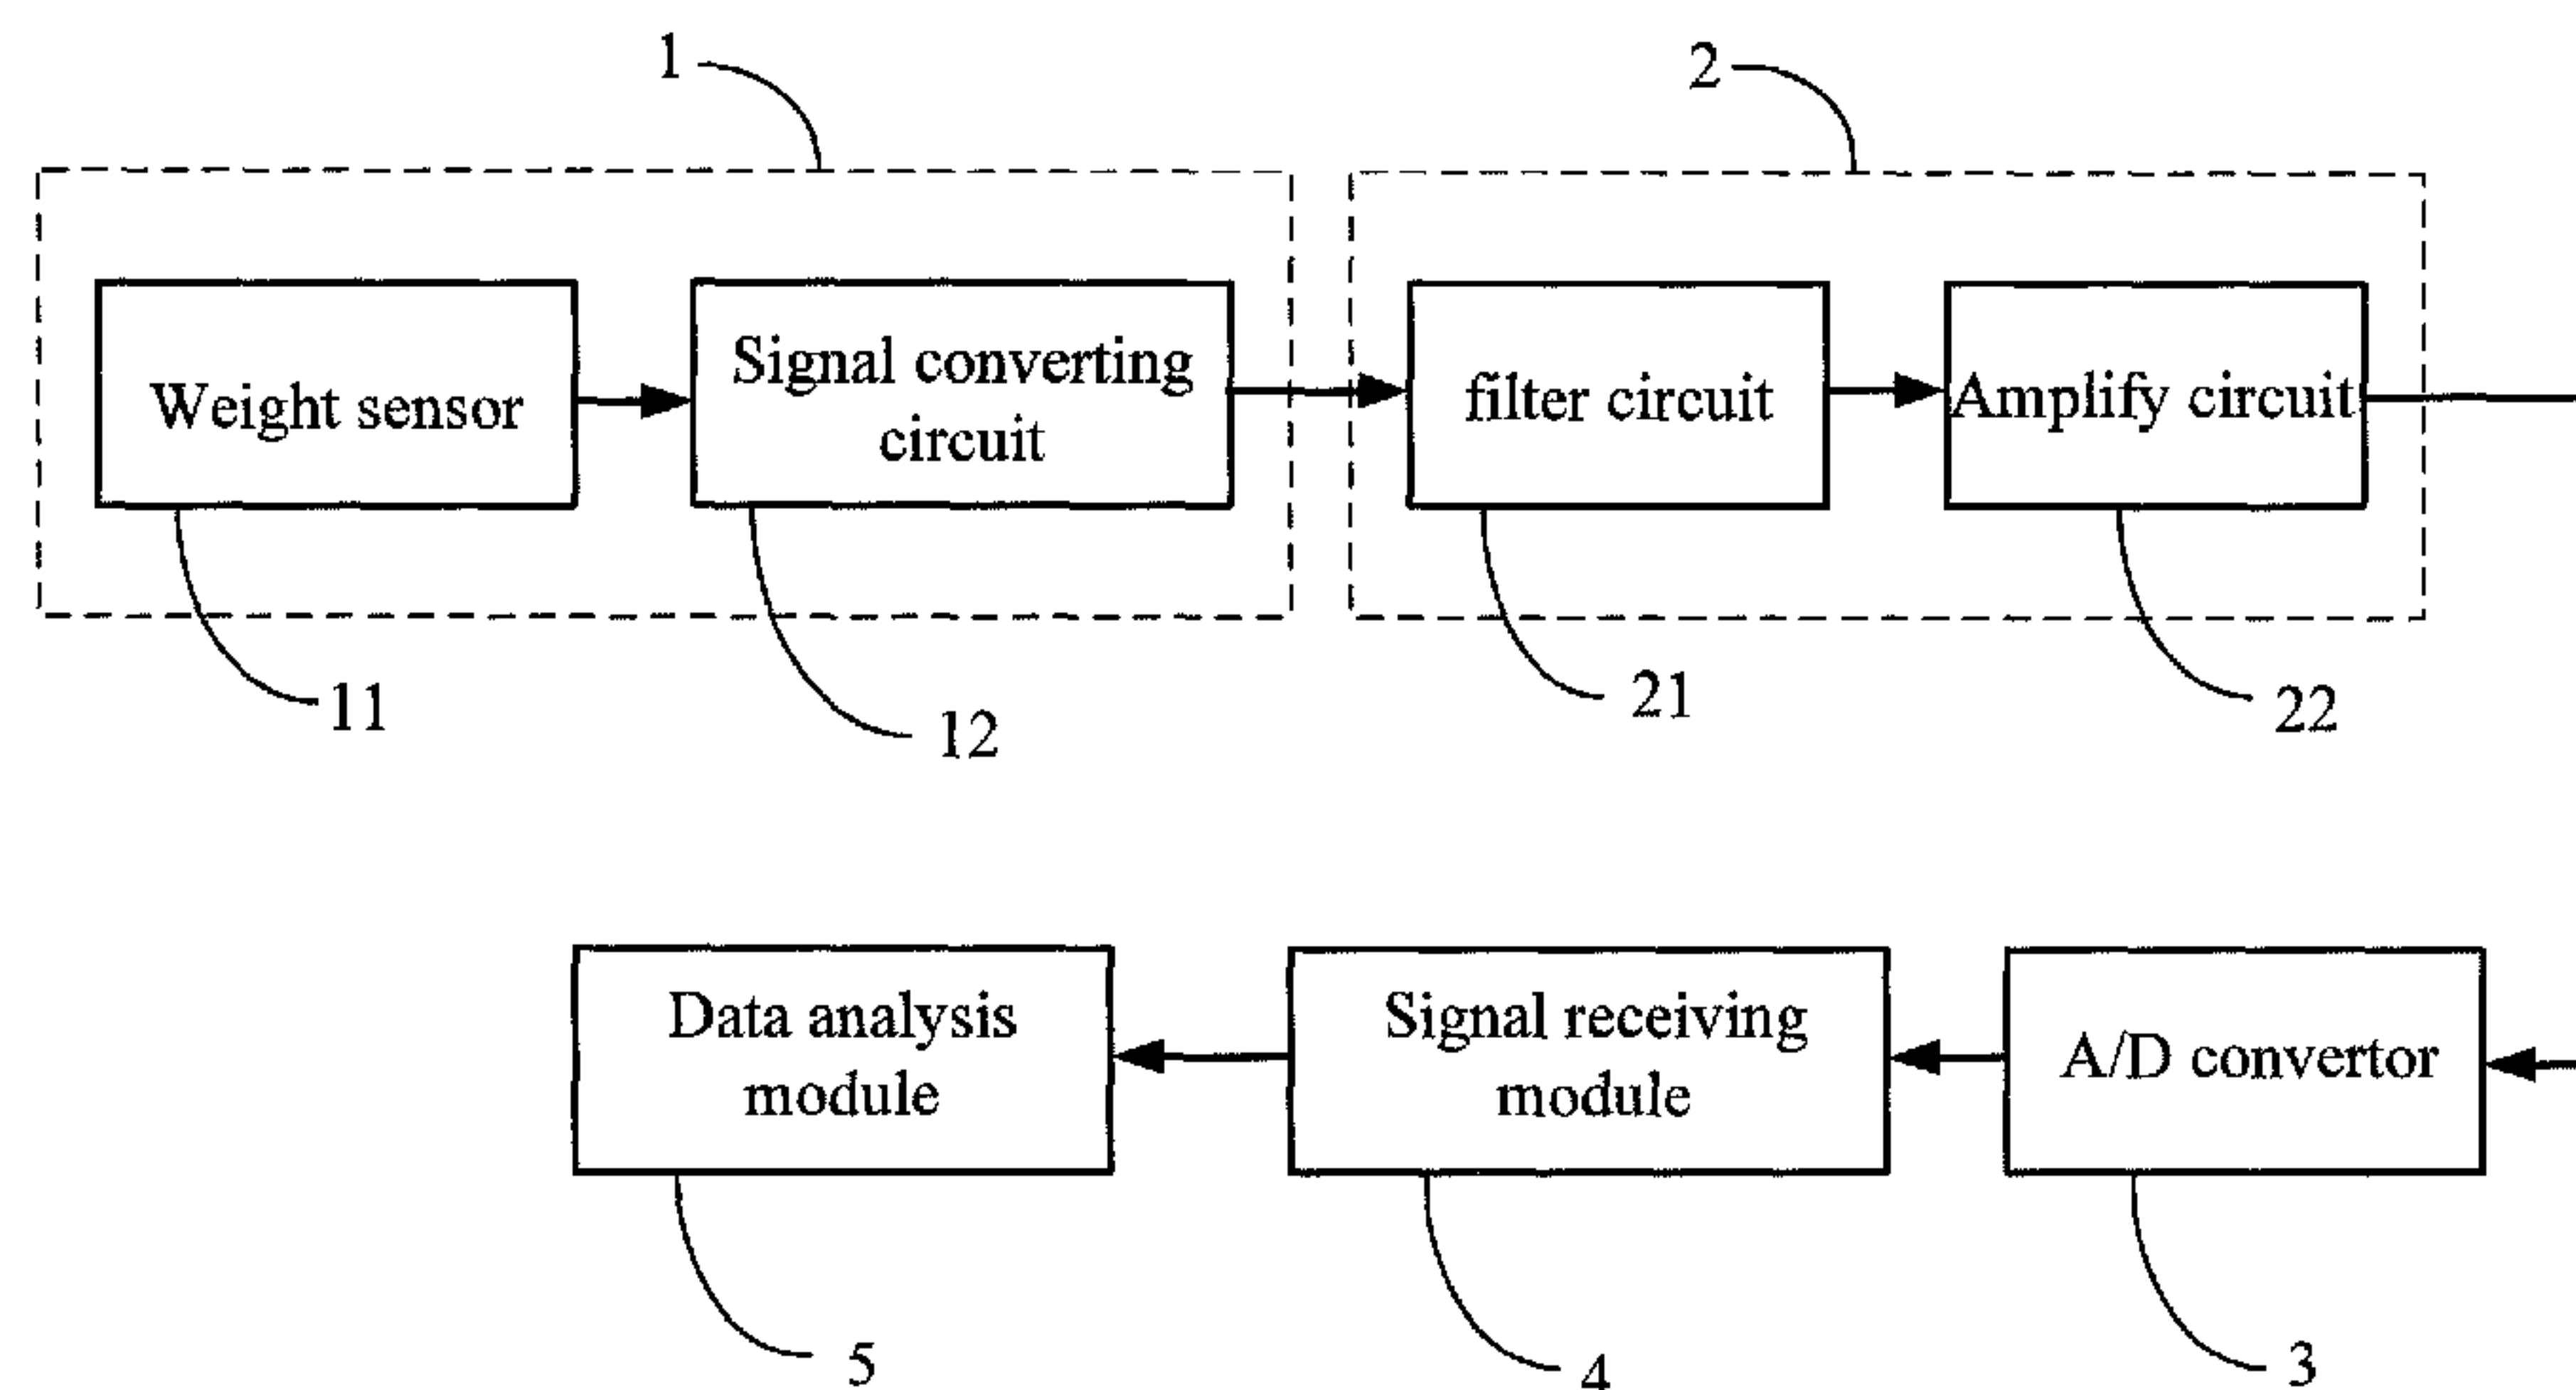 1
2
Weight sensor
Signal converting
circuit
filter circuit
Amplify circuit
11
12
21
22
Data analysis
module
Signal receiving
module
A/D convertor
5
4
3